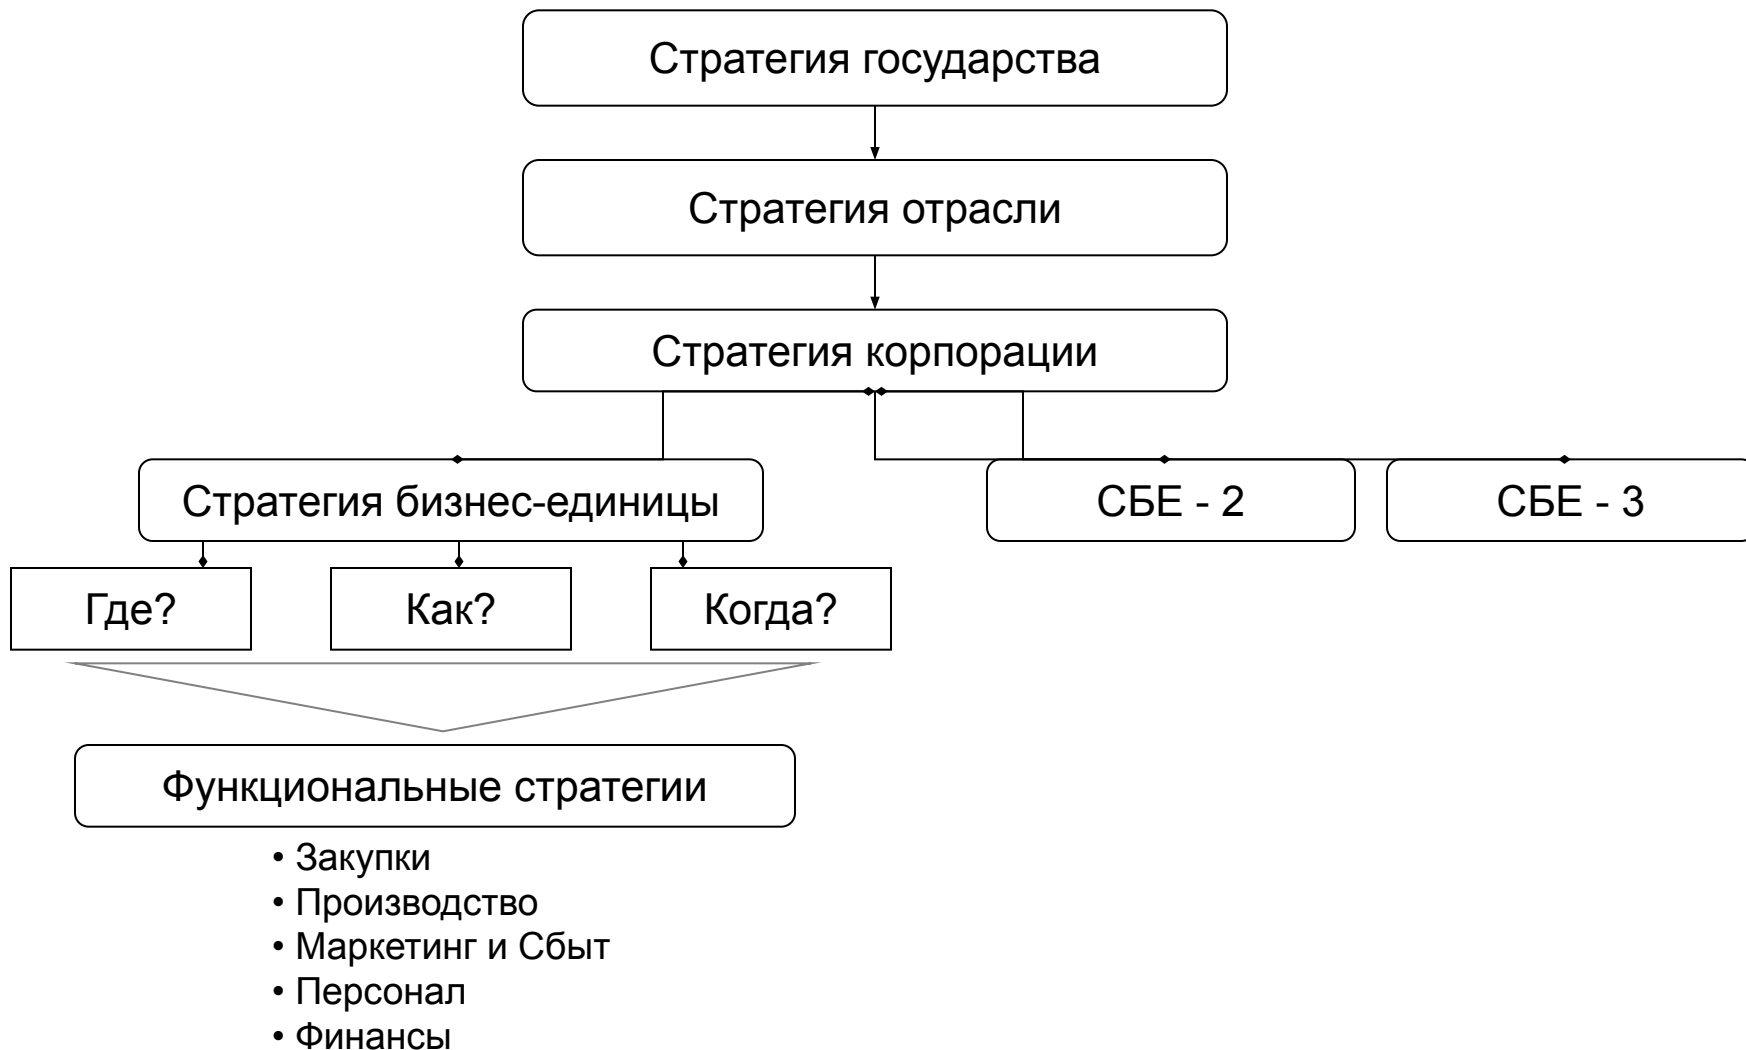 Стратегия государства
Стратегия отрасли
Стратегия корпорации
Стратегия бизнес-единицы
СБЕ - 2
СБЕ - 3
Где?
Как?
Когда?
Функциональные стратегии
• Закупки
• Производство
• Маркетинг и Сбыт
• Персонал
• Финансы